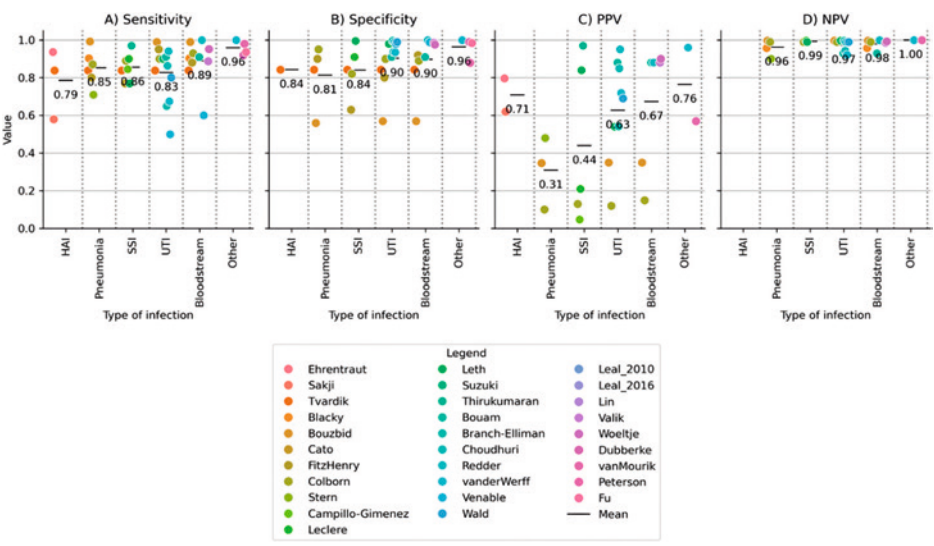 A) Sensitivity
B) Specificity
C) PPV
D) NPV
Value
1.0
0.8
0.6
0.4
0.2
0.0
0.79
0.85
0.86
0.83
0.89
0.96
0.84
0.81
0.84
0.90
0.90
0.96
0.71
0.31
0.44
0.63
0.67
0.76
0.96
0.99
0.97
0.98
1.00
HAI
Pneumonia
SSI
UTI
Bloodstream
Other
HAI
Pneumonia
SSI
UTI
Bloodstream
Other
HAI
Pneumonia
SSI
UTI
Bloodstream
Other
HAI
Pneumonia
SSI
UTI
Bloodstream
Other
Type of infection
Type of infection
Type of infection
Type of infection
Legend
Ehrentraut
Sakji
Tvardik
Blacky
Bouzbid
Cato
FitzHenry
Colborn
Stern
Campillo-Gimenez
Leclere
Leth
Suzuki
Thirukumaran
Bouam
Branch-Elliman
Choudhuri
Redder
vanderWerff
Venable
Wald
Leal_2010
Leal_2016
Lin
Valik
Woeltje
Dubberke
vanMourik
Peterson
Fu
Mean